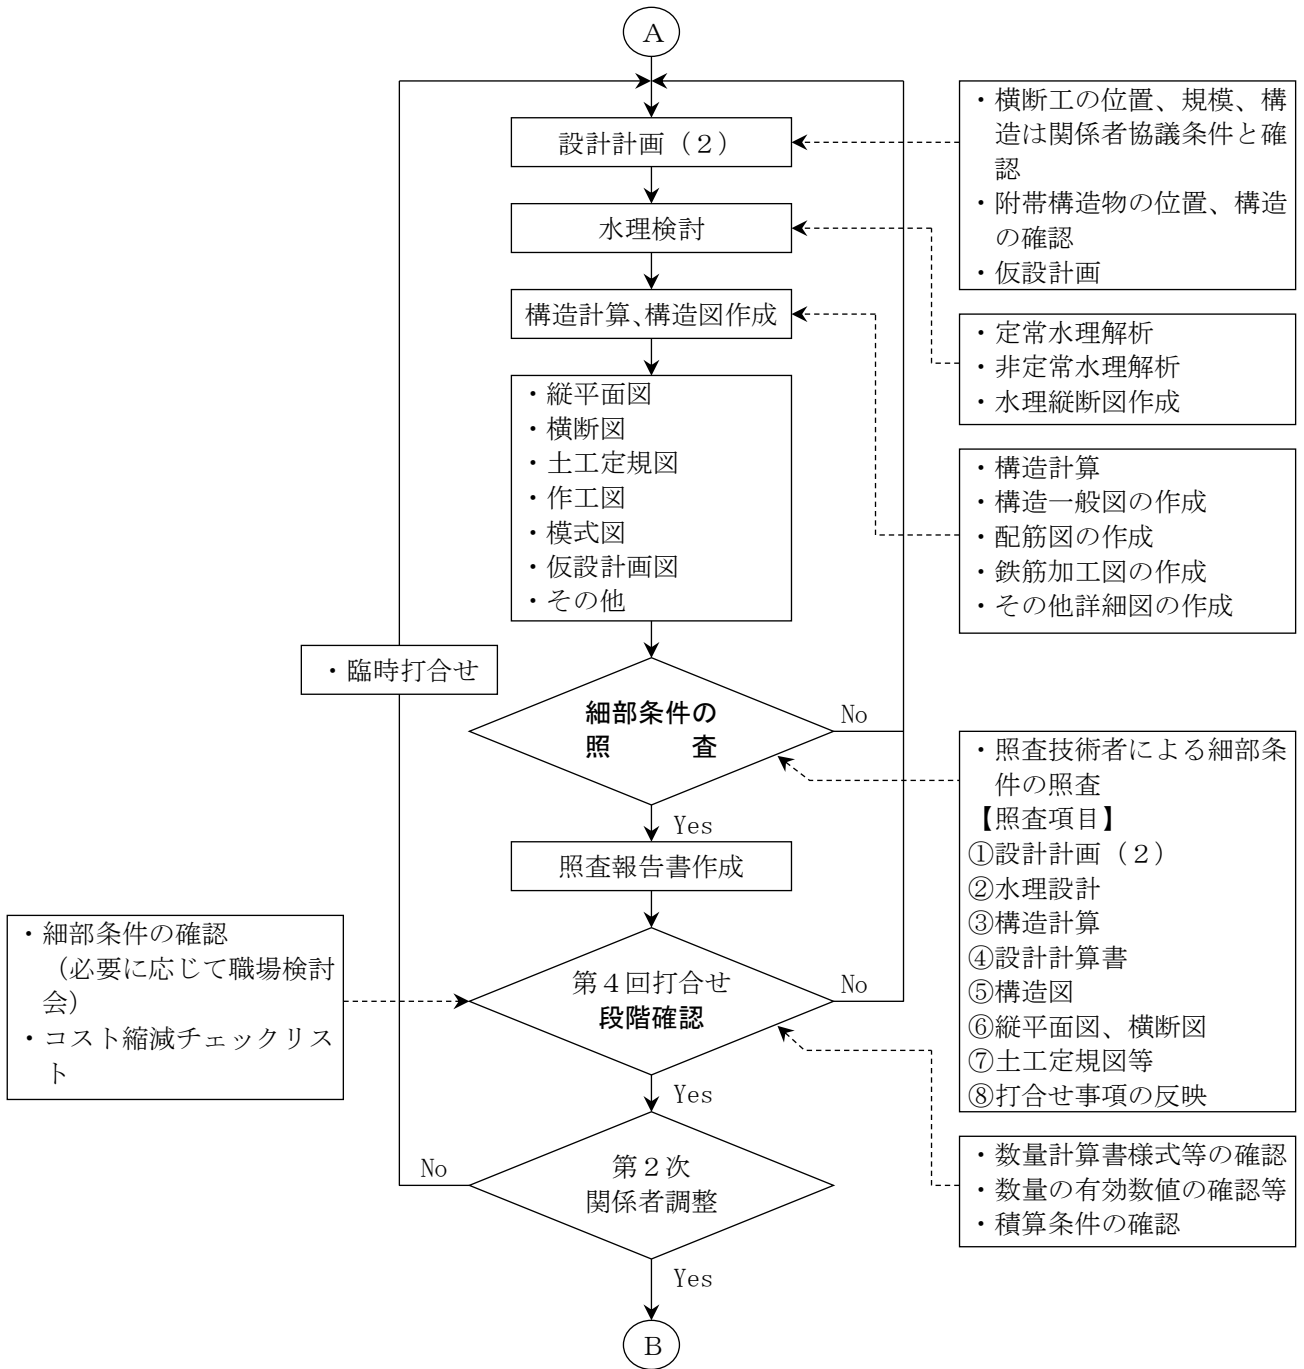 A
設計計画（２）
・横断工の位置、規模、構
造は関係者協議条件と確
認
・附帯構造物の位置、構造
の確認
・仮設計画
水理検討
・定常水理解析
・非定常水理解析
・水理縦断図作成
構造計算、構造図作成
・構造計算
・構造一般図の作成
・配筋図の作成
・鉄筋加工図の作成
・その他詳細図の作成
・縦平面図
・横断図
・土工定規図
・作工図
・模式図
・仮設計画図
・その他
・臨時打合せ
細部条件の
照　　　査
No
Yes
・照査技術者による細部条
件の照査
【照査項目】
①設計計画（２）
②水理設計
③構造計算
④設計計算書
⑤構造図
⑥縦平面図、横断図
⑦土工定規図等
⑧打合せ事項の反映
照査報告書作成
・細部条件の確認
（必要に応じて職場検討
会）
・コスト縮減チェックリス
ト
第４回打合せ
段階確認
No
Yes
・数量計算書様式等の確認
・数量の有効数値の確認等
・積算条件の確認
第２次
関係者調整
No
Yes
B